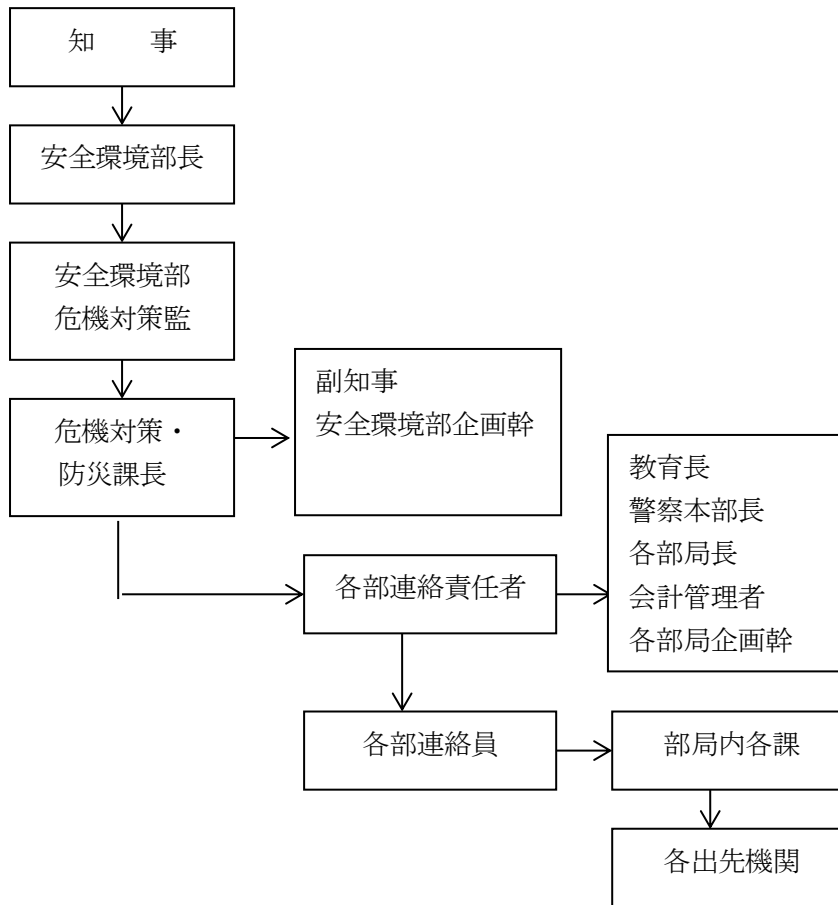 知　　事
安全環境部長
安全環境部
危機対策監
危機対策・
防災課長
副知事
安全環境部企画幹
教育長
警察本部長
各部局長
会計管理者
各部局企画幹
各部連絡責任者
各部連絡員
部局内各課
各出先機関